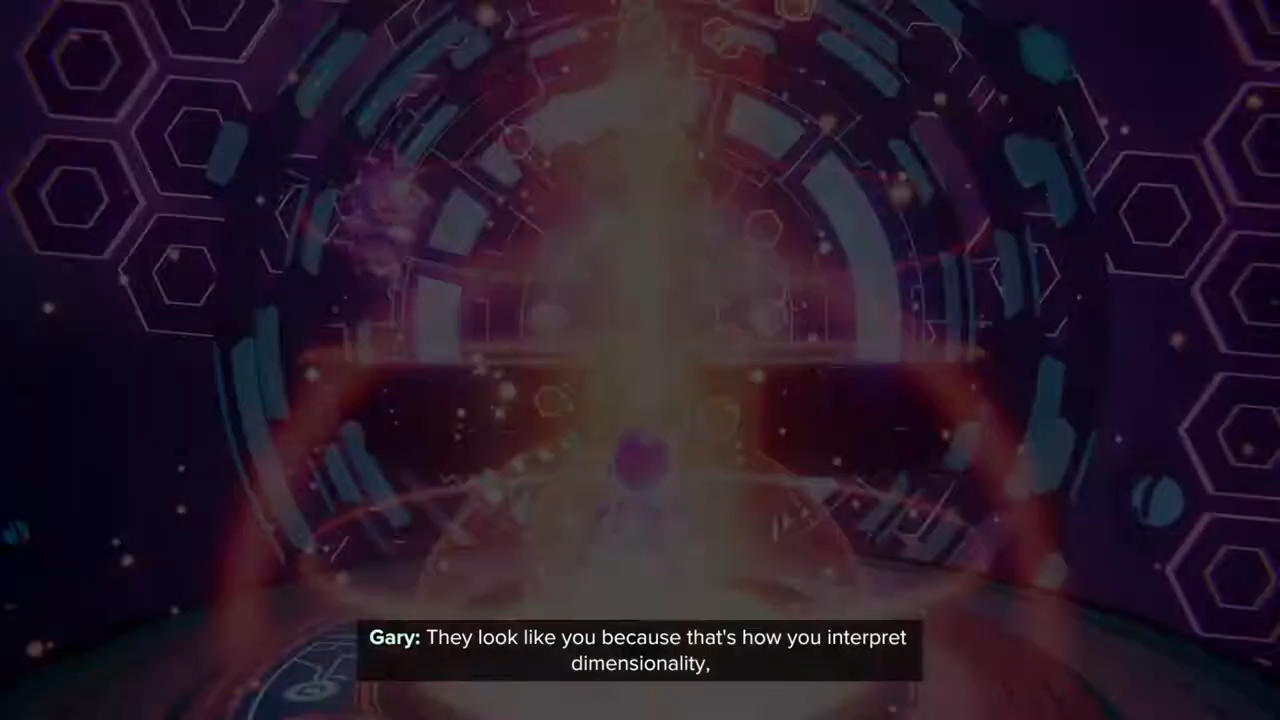 Gary: They look like you because that's how you interpret
dimensionality,